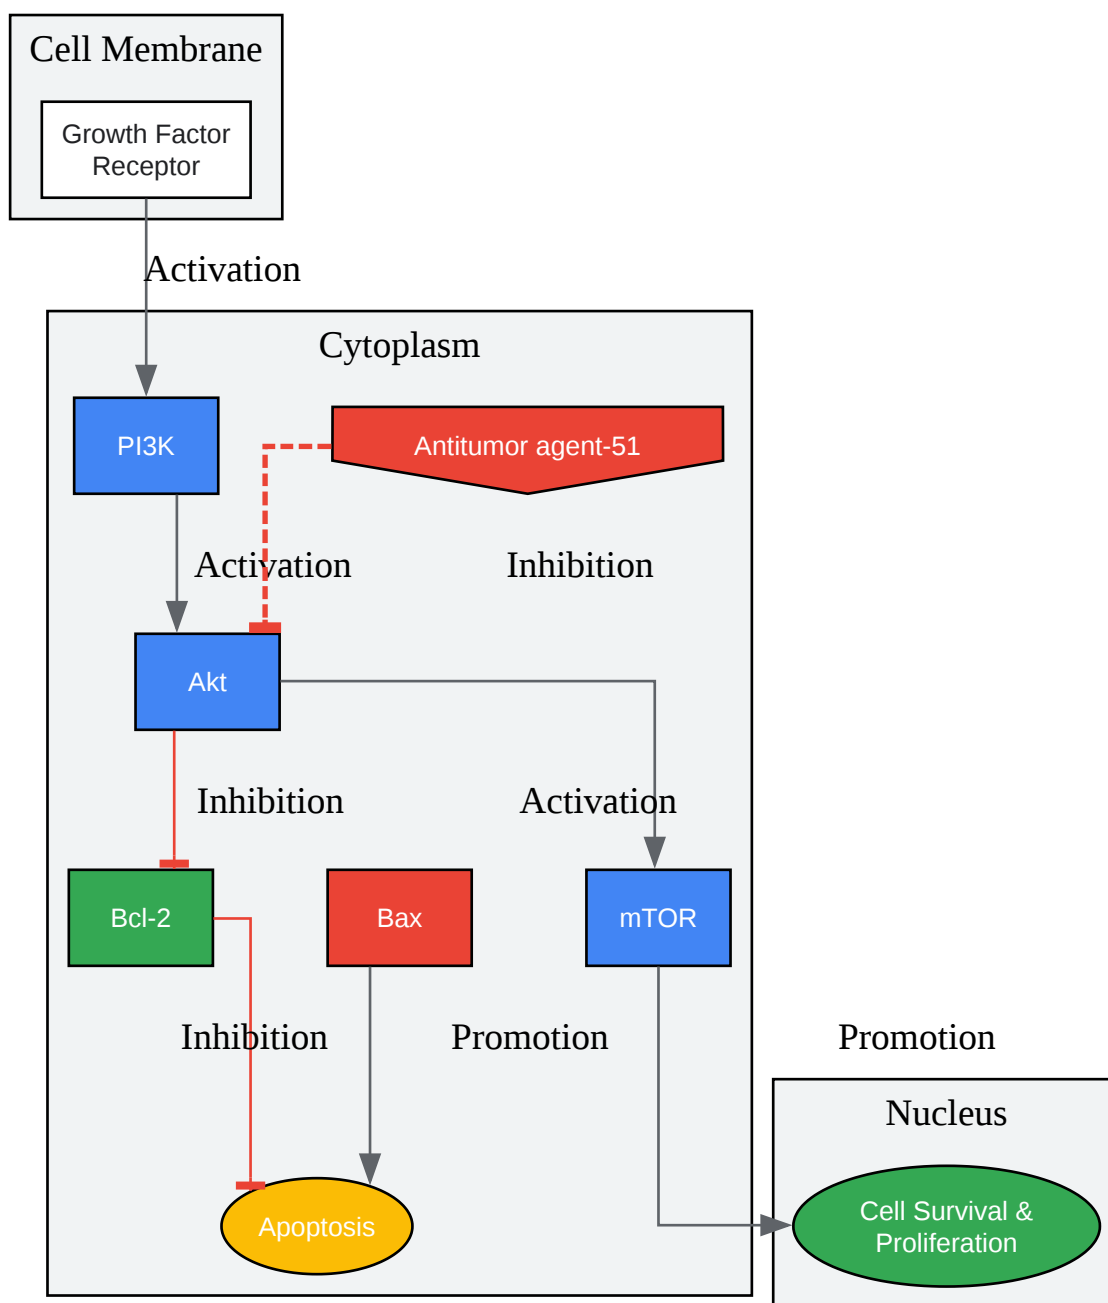 Cell Membrane
Growth Factor
Receptor
Activation
Cytoplasm
PI3K
Antitumor agent-51
Activation
Inhibition
Akt
Inhibition
Activation
Bcl-2
Bax
mTOR
Inhibition
Promotion
Promotion
Nucleus
Apoptosis
Cell Survival &
Proliferation